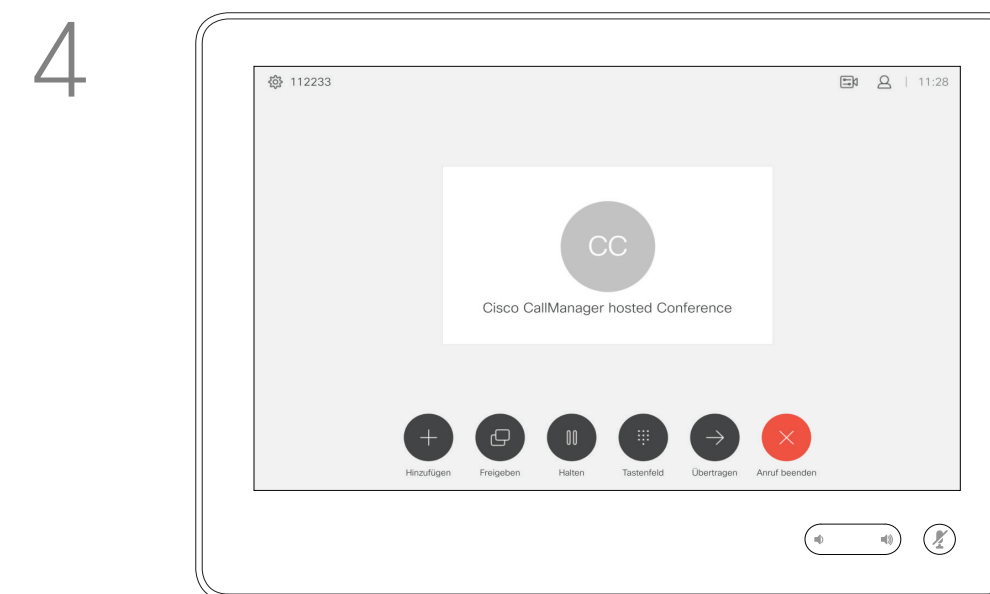 4
112233
11:28
CC
Cisco CallManager hosted Conference
Hinzufügen
Freigeben
Halten
Tastenfeld
Übertragen
Anruf beenden